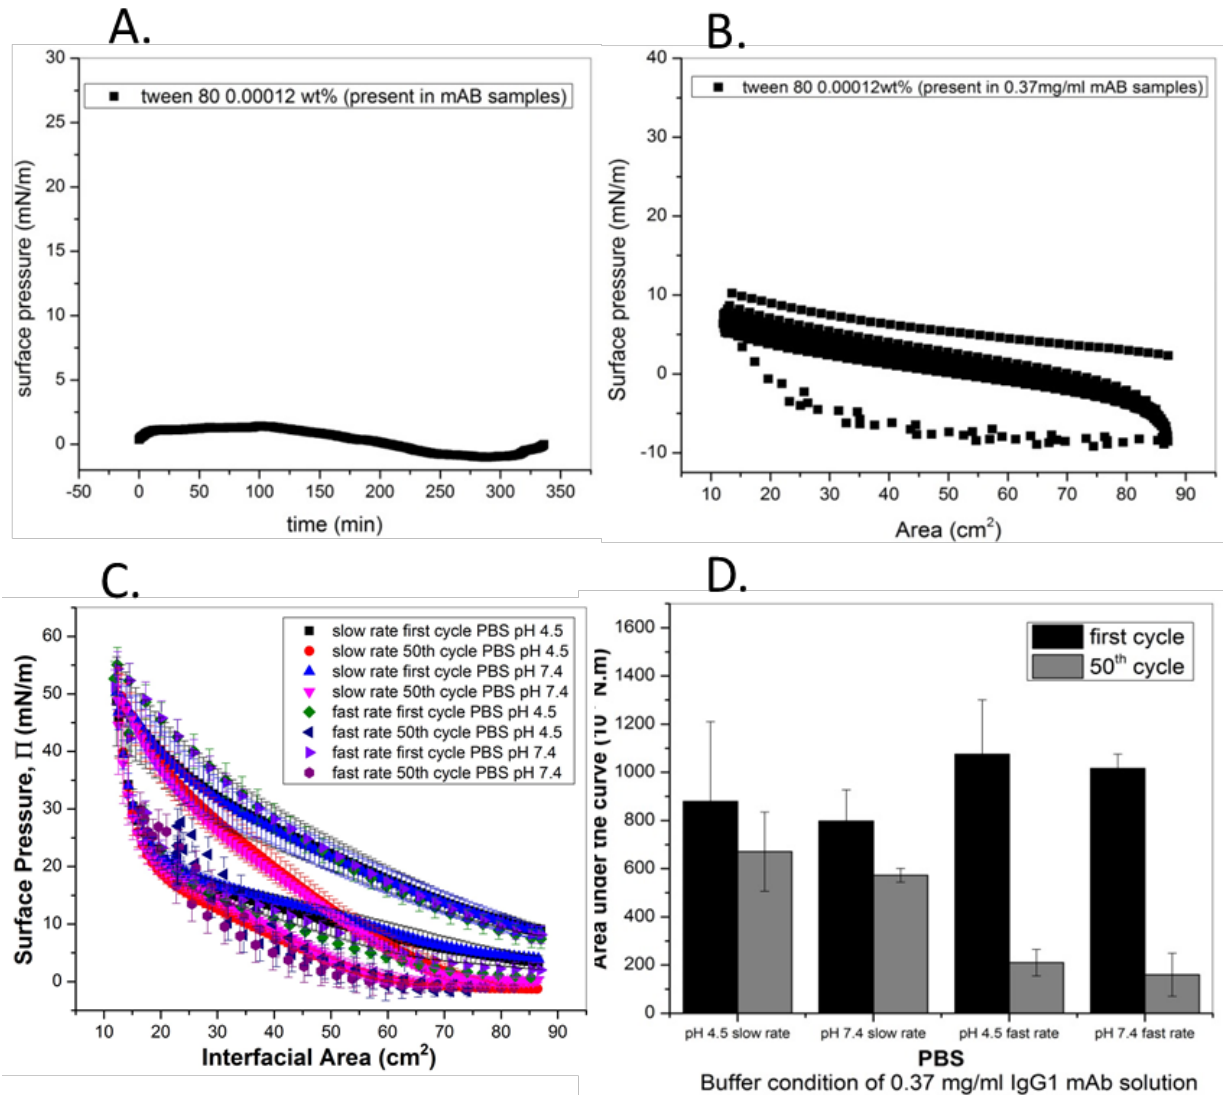 A.
30
25
20
15
10
5
0
-50 0 50 100 150 200 250 300 350
surface pressure (mN/m)
time (min)
tween 80 0.00012 wt% (present in mAB samples)
B.
40
30
20
10
0
-10
10 20 30 40 50 60 70 80 90
Surface pressure (mN/m)
Area (cm²)
tween 80 0.00012wt% (present in 0.37mg/ml mAB samples)
C.
60
50
40
30
20
10
0
10 20 30 40 50 60 70 80 90
Surface Pressure, Π (mN/m)
Interfacial Area (cm²)
slow rate first cycle PBS pH 4.5
slow rate 50th cycle PBS pH 4.5
slow rate first cycle PBS pH 7.4
slow rate 50th cycle PBS pH 7.4
fast rate first cycle PBS pH 4.5
fast rate 50th cycle PBS pH 4.5
fast rate first cycle PBS pH 7.4
fast rate 50th cycle PBS pH 7.4
D.
1600
1400
1200
1000
800
600
400
200
0
Area under the curve (10 N.m)
first cycle
50th cycle
pH 4.5 slow rate pH 7.4 slow rate pH 4.5 fast rate pH 7.4 fast rate
PBS
Buffer condition of 0.37 mg/ml IgG1 mAb solution